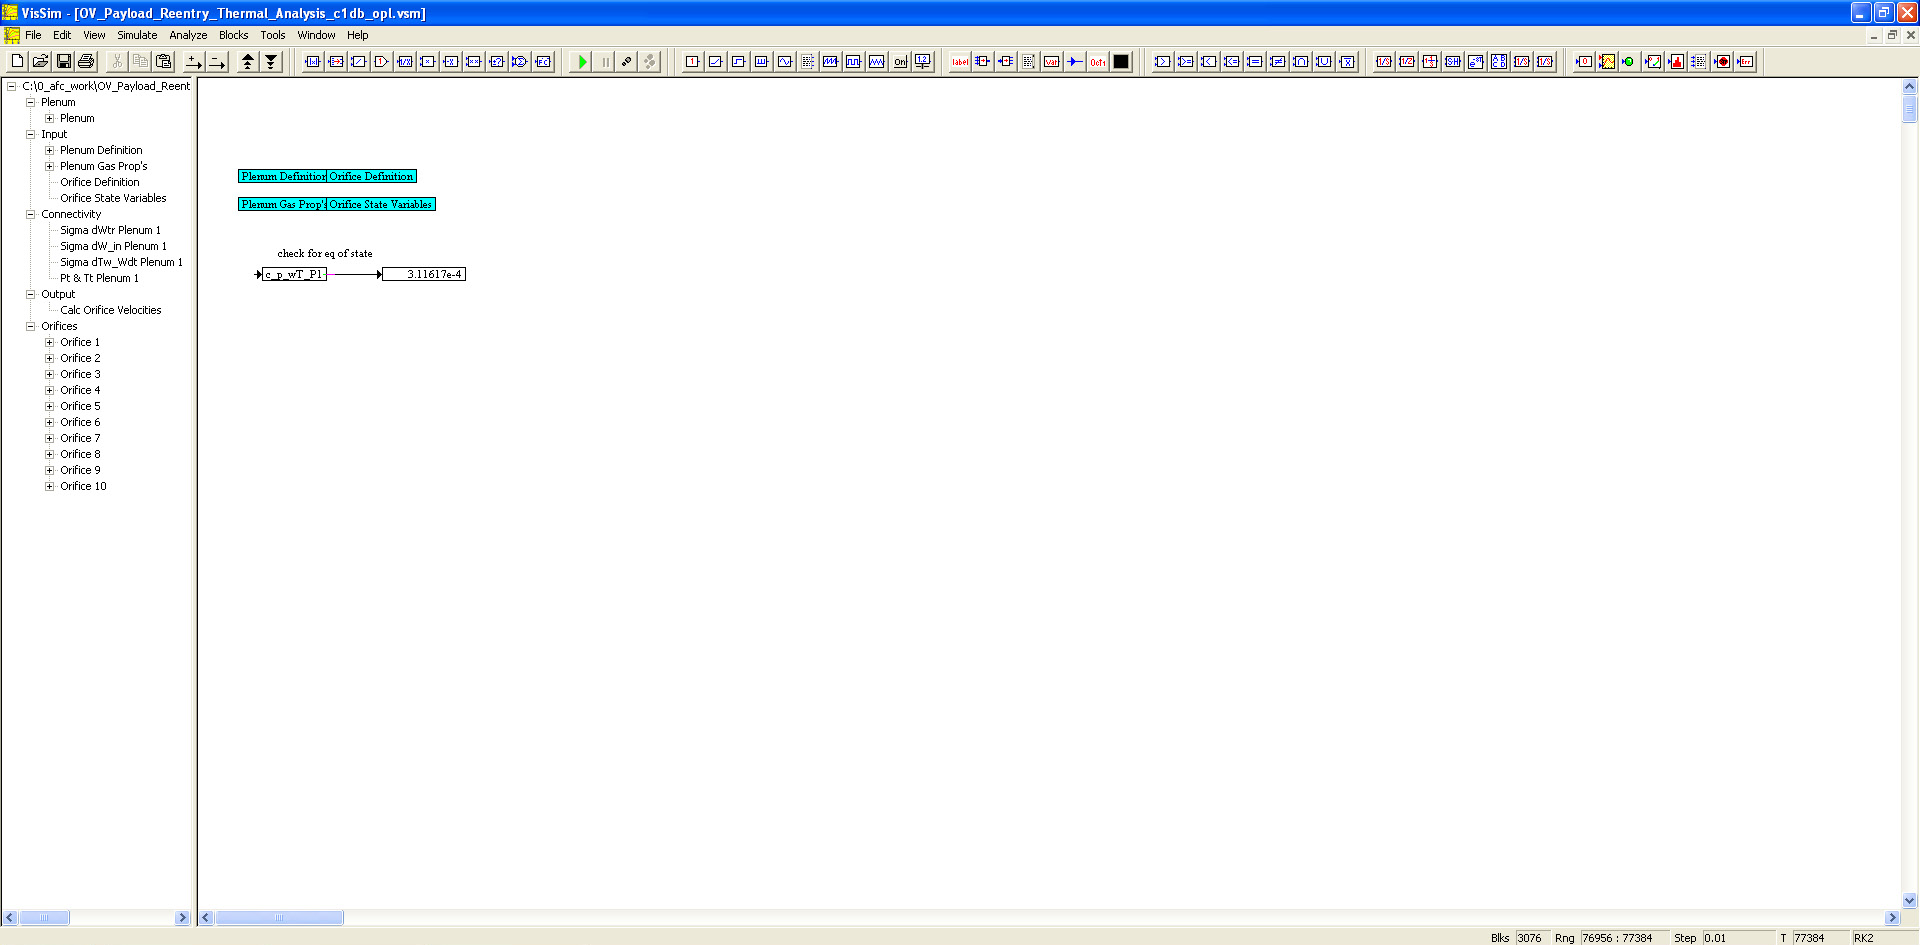 VisSim - [OV_Payload_Reentry_Thermal_Analysis_c1db_opl.vsm]
File Edit View Simulate Analyze Blocks Tools Window Help
label
var
C:\0_afc_work\OV_Payload_Reent
Plenum
Plenum
Input
Plenum Definition
Plenum Gas Prop's
Orifice Definition
Orifice State Variables
Connectivity
Sigma dWtr Plenum 1
Sigma dW_in Plenum 1
Sigma dTw_Wdt Plenum 1
Pt & Tt Plenum 1
Output
Calc Orifice Velocities
Orifices
Orifice 1
Orifice 2
Orifice 3
Orifice 4
Orifice 5
Orifice 6
Orifice 7
Orifice 8
Orifice 9
Orifice 10
Plenum Definition Orifice Definition
Plenum Gas Prop's Orifice State Variables
check for eq of state
c_p_wT_P1 3.11617e-4
Blks 3076 Rng 76956 : 77384 Step 0.01 T 77384 RK2